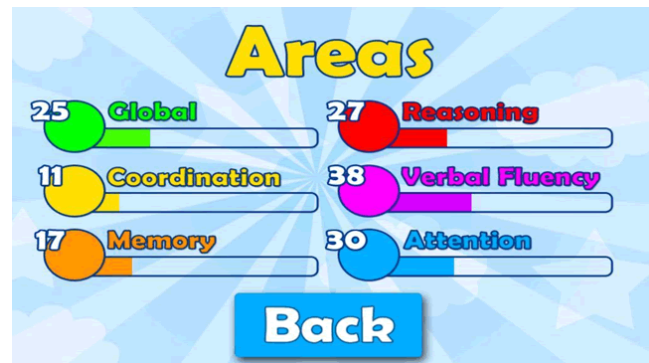 Areas
25 Global 27 Reasoning
11 Coordination 38 Verbal Fluency
17 Memory 30 Attention
Back